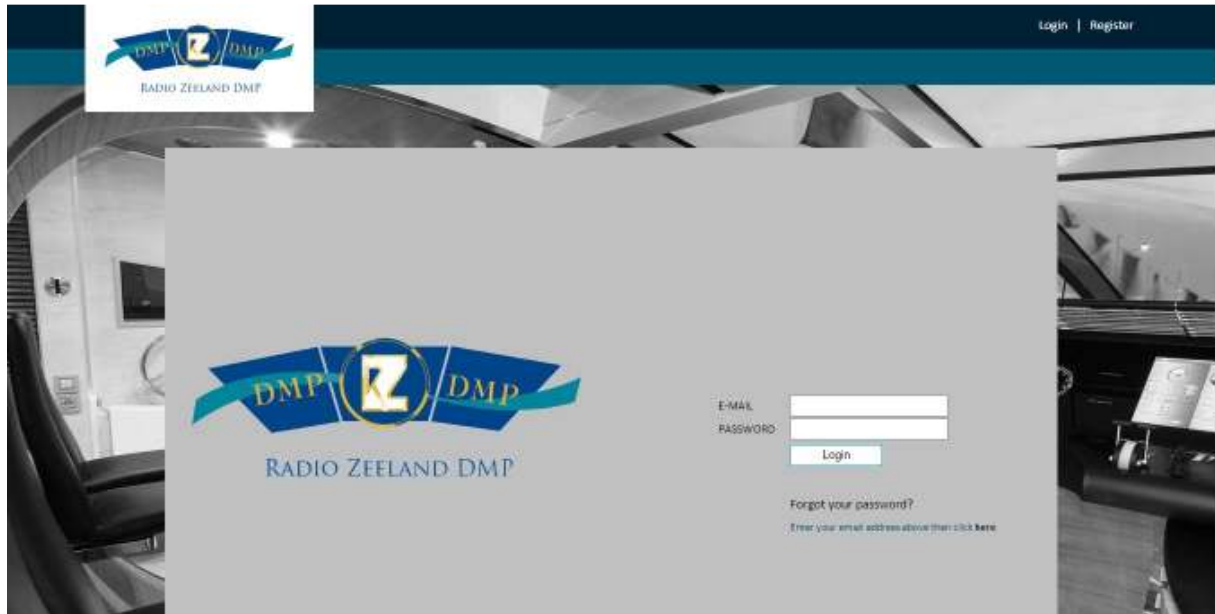 Login | Register
DMP RZ DMP
RADIO ZEELAND DMP
DMP RZ DMP
RADIO ZEELAND DMP
E-MAIL
PASSWORD
Login
Forgot your password?
Enter your email address above then click here